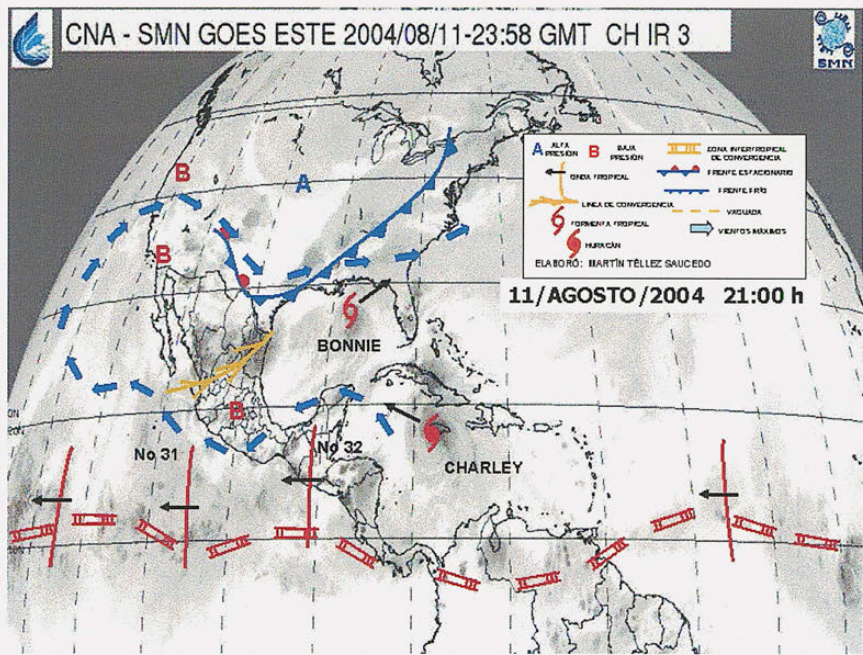 CNA - SMN GOES ESTE 2004/08/11-23:58 GMT CH IR 3
SMN
A ALTA PRESIÓN
B BAJA PRESIÓN
ZONA INTERTROPICAL DE CONVERGENCIA
ONDA TROPICAL
FRENTE ESTACIONARIO
FRENTE FRÍO
LINEA DE CONVERGENCIA
TORMENTA TROPICAL
VAGUADA
HURACÁN
VIENTOS MÁXIMOS
ELABORÓ: MARTÍN TÉLLEZ SAUCEDO
11/AGOSTO/2004 21:00 h
B
A
B
BONNIE
B
No 31
No 32
CHARLEY